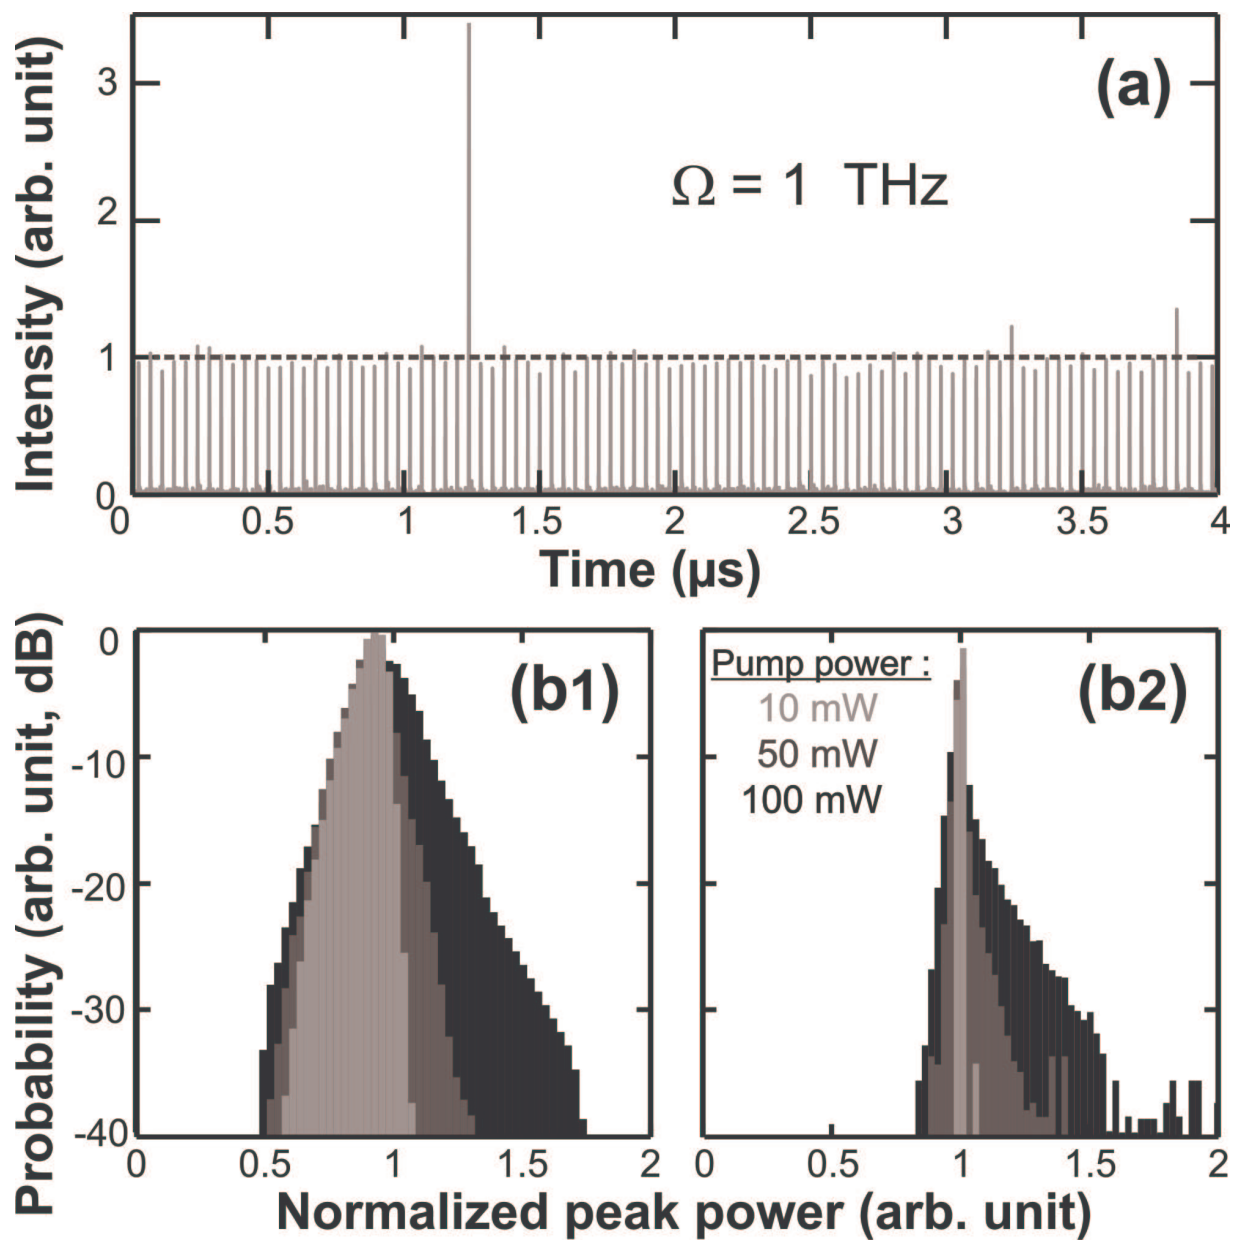 (a)
Intensity (arb. unit)
3
2
1
0
Ω = 1 THz
0 0.5 1 1.5 2 2.5 3 3.5 4
Time (µs)
Probability (arb. unit, dB)
0
-10
-20
-30
-40
(b1)
0 0.5 1 1.5 2
(b2)
Pump power :
10 mW
50 mW
100 mW
0 0.5 1 1.5 2
Normalized peak power (arb. unit)